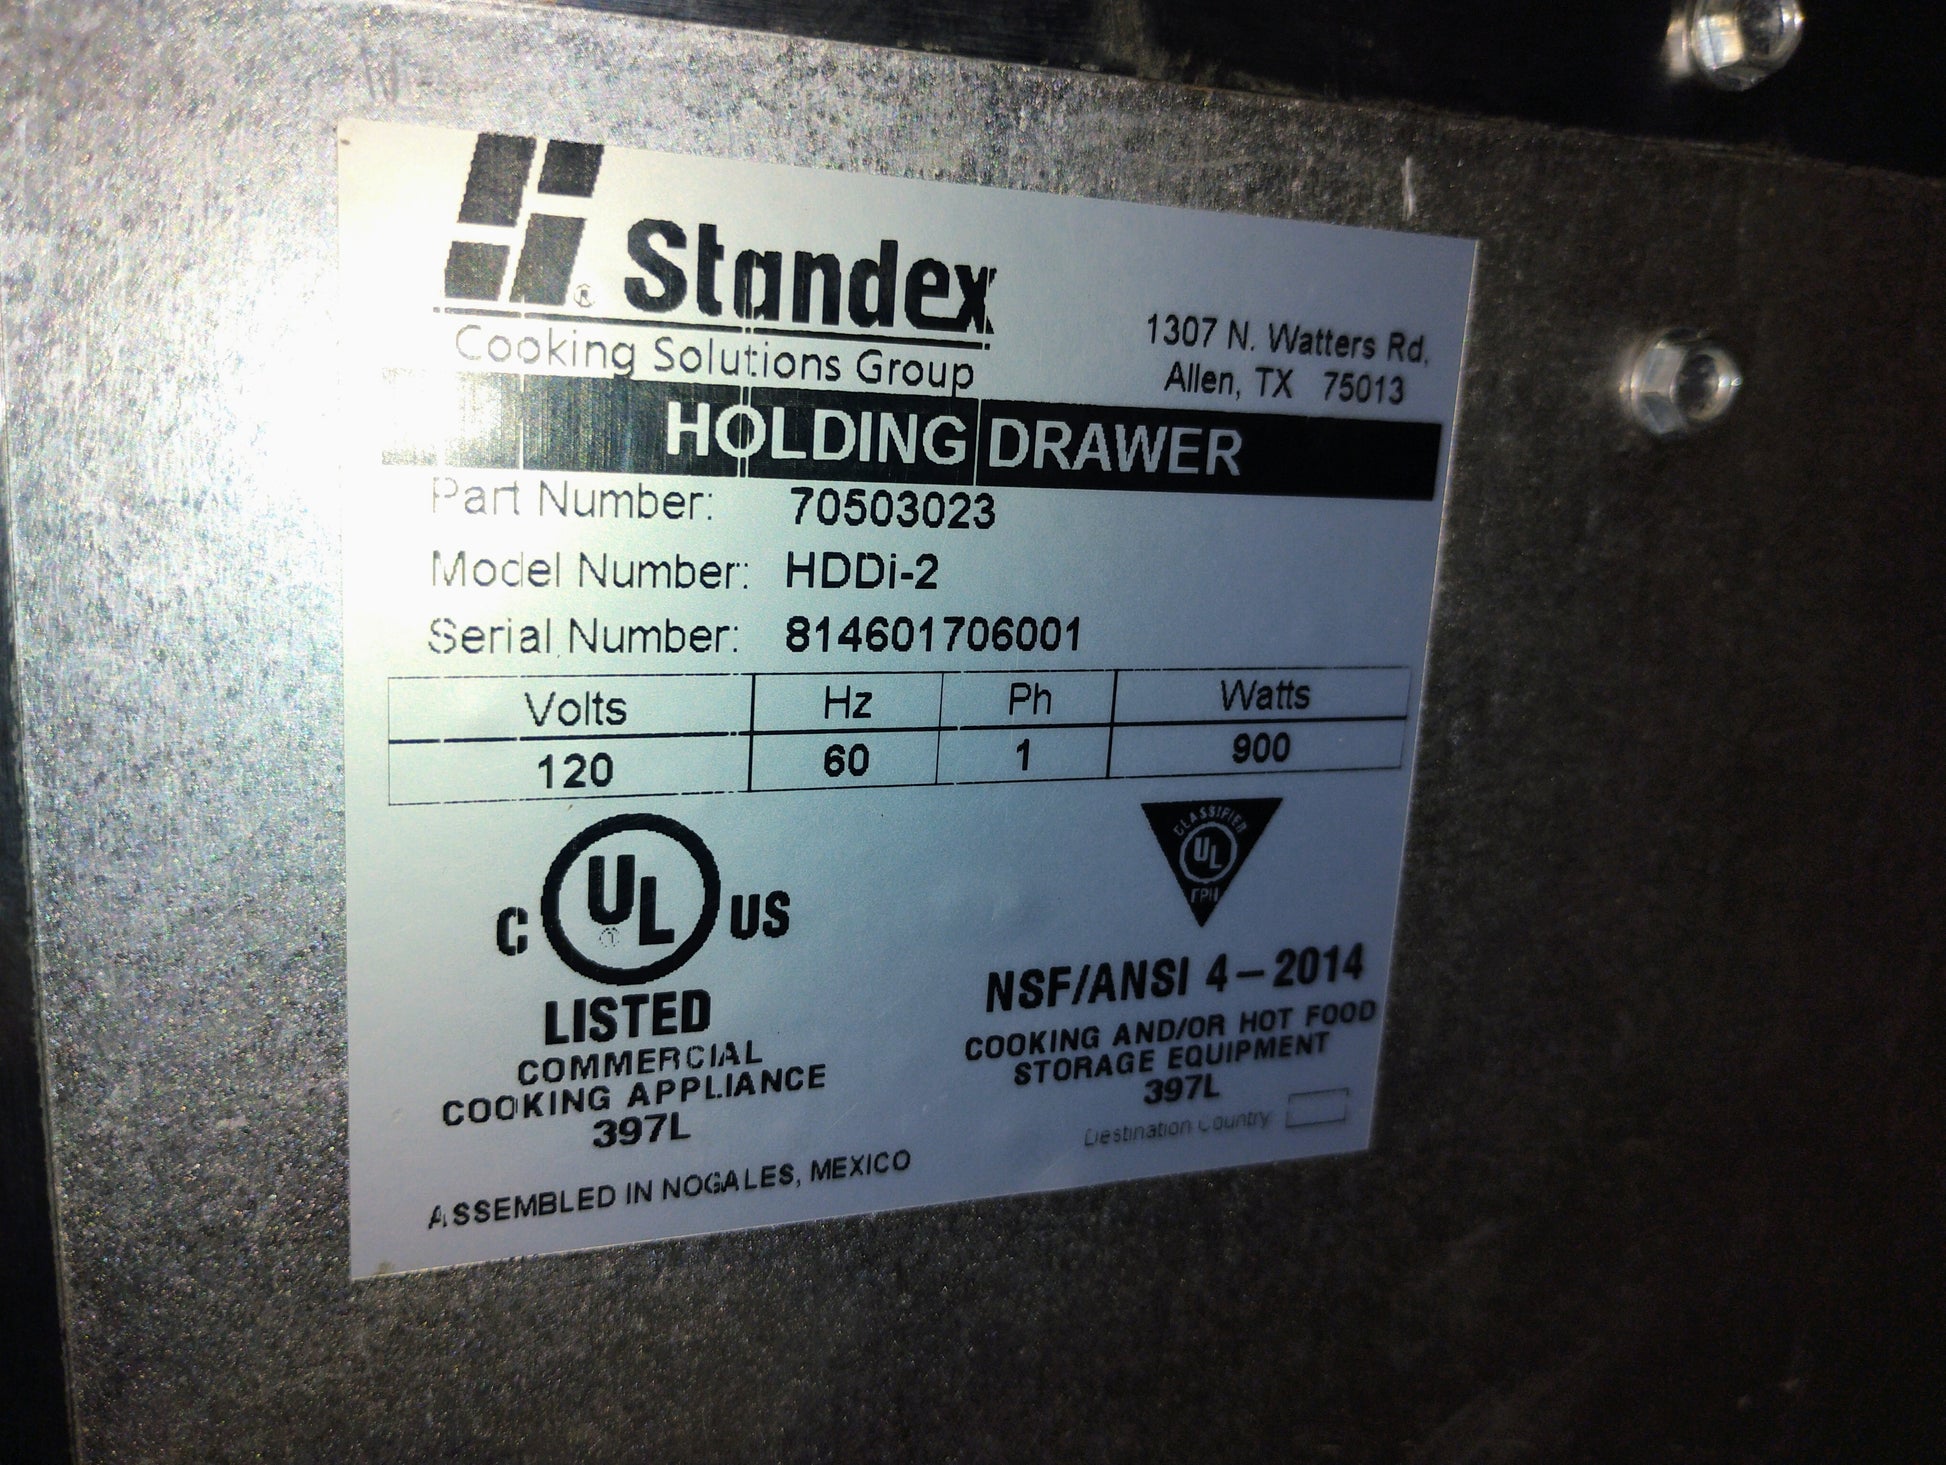 ® Standex
Cooking Solutions Group
1307 N. Watters Rd,
Allen, TX 75013
HOLDING DRAWER
Part Number: 70503023
Model Number: HDDi-2
Serial Number: 814601706001
Volts Hz Ph Watts
120 60 1 900
C UL US
LISTED
COMMERCIAL
COOKING APPLIANCE
397L
CLASSIFIED
UL
EPH
NSF/ANSI 4-2014
COOKING AND/OR HOT FOOD
STORAGE EQUIPMENT
397L
Destination Country
ASSEMBLED IN NOGALES, MEXICO